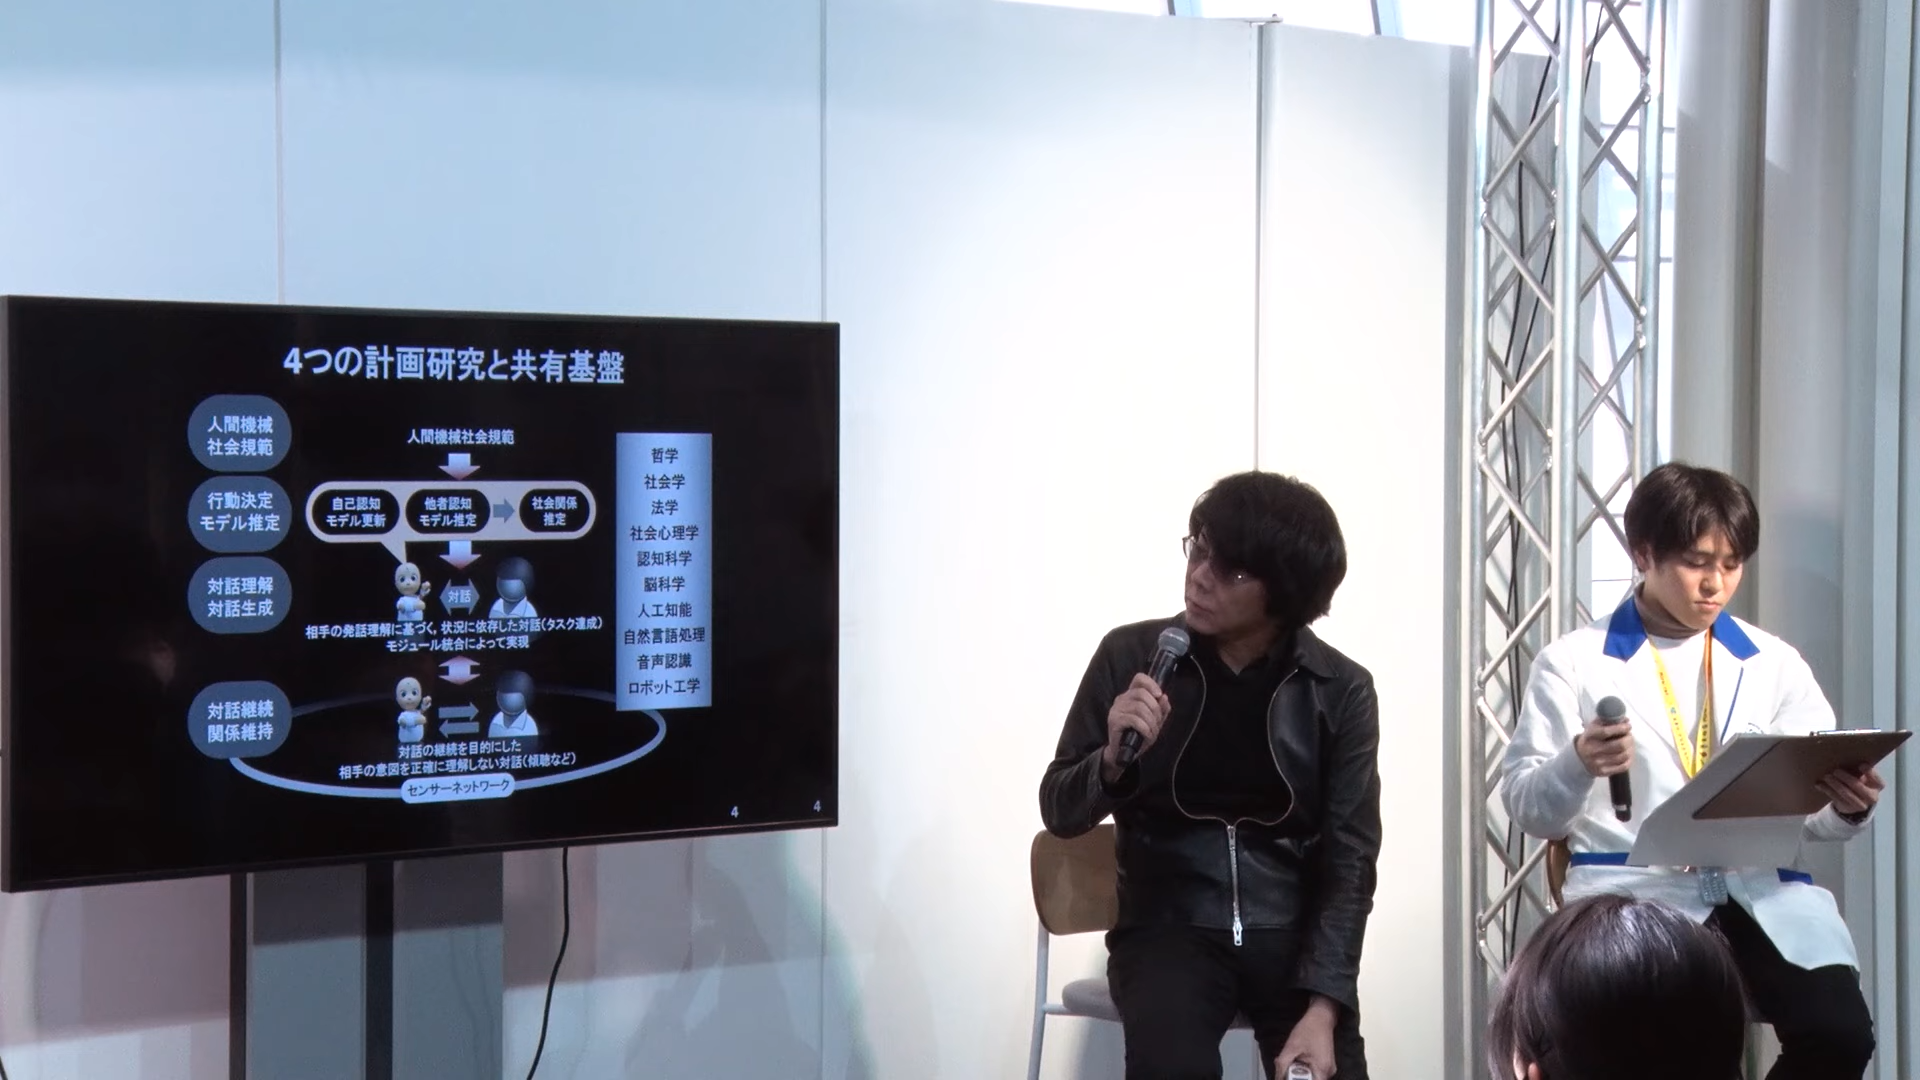 4つの計画研究と共有基盤
人間機械
社会規範
行動決定
モデル推定
対話理解
対話生成
対話継続
関係維持
人間機械社会規範
自己認知
モデル更新
他者認知
モデル推定
社会関係
推定
対話
相手の発話理解に基づく，状況に依存した対話(タスク達成)
モジュール統合によって実現
対話の継続を目的にした
相手の意図を正確に理解しない対話(傾聴など)
センサーネットワーク
哲学
社会学
法学
社会心理学
認知科学
脳科学
人工知能
自然言語処理
音声認識
ロボット工学
4
4